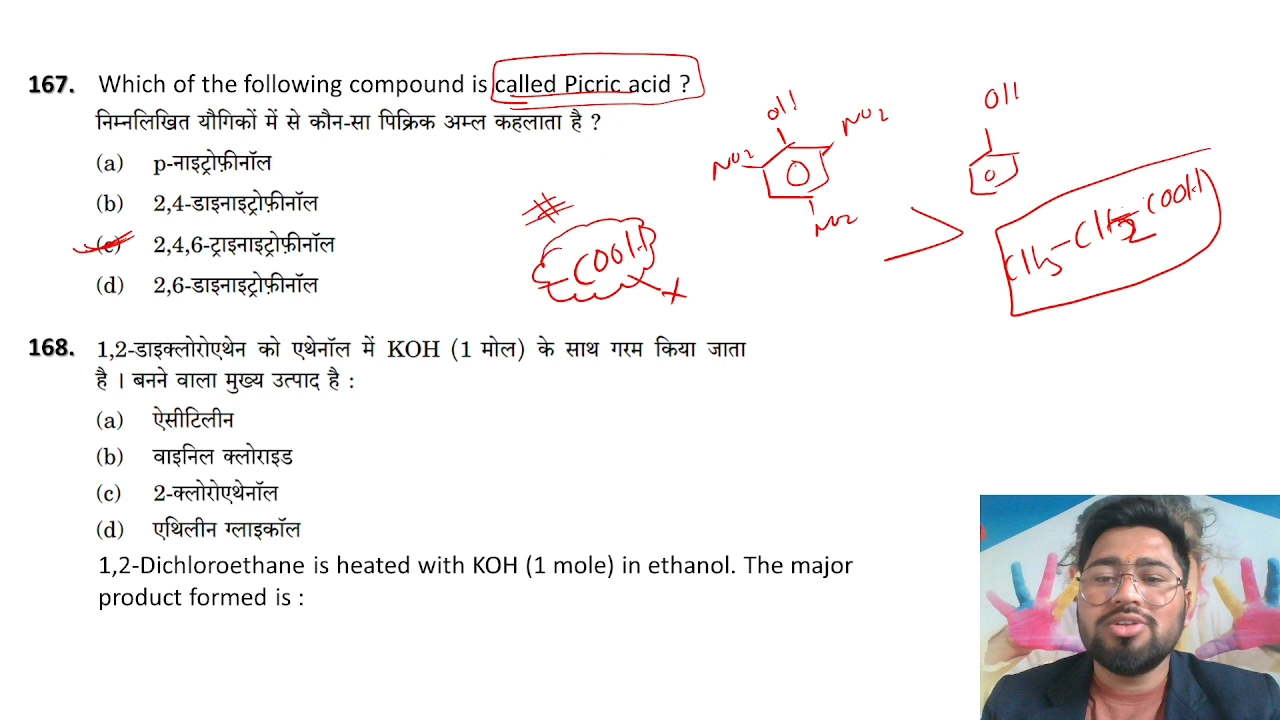 167. Which of the following compound is called Picric acid ?
निम्नलिखित यौगिकों में से कौन-सा पिक्रिक अम्ल कहलाता है ?
(a) p-नाइट्रोफ़ीनॉल
(b) 2,4-डाइनाइट्रोफ़ीनॉल
(c) 2,4,6-ट्राइनाइट्रोफ़ीनॉल
(d) 2,6-डाइनाइट्रोफ़ीनॉल
OH
NO2
NO2
NO2
OH
-COOH
CH3-CH2-COOH
168. 1,2-डाइक्लोरोएथेन को एथेनॉल में KOH (1 मोल) के साथ गरम किया जाता
है । बनने वाला मुख्य उत्पाद है :
(a) ऐसीटिलीन
(b) वाइनिल क्लोराइड
(c) 2-क्लोरोएथेनॉल
(d) एथिलीन ग्लाइकॉल
1,2-Dichloroethane is heated with KOH (1 mole) in ethanol. The major
product formed is :